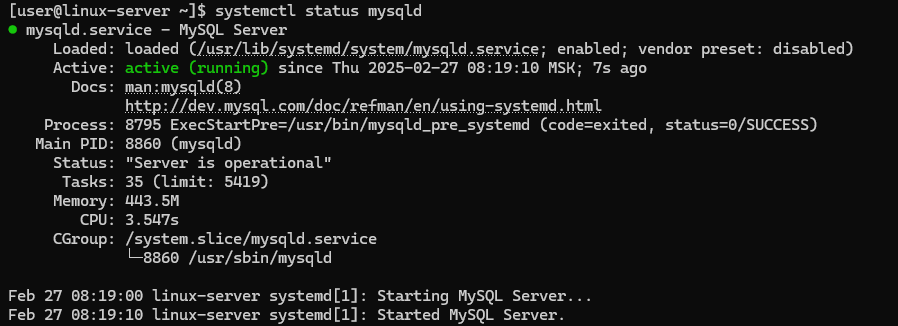 [user@linux-server ~]$ systemctl status mysqld
● mysqld.service - MySQL Server
Loaded: loaded (/usr/lib/systemd/system/mysqld.service; enabled; vendor preset: disabled)
Active: active (running) since Thu 2025-02-27 08:19:10 MSK; 7s ago
Docs: man:mysqld(8)
http://dev.mysql.com/doc/refman/en/using-systemd.html
Process: 8795 ExecStartPre=/usr/bin/mysqld_pre_systemd (code=exited, status=0/SUCCESS)
Main PID: 8860 (mysqld)
Status: "Server is operational"
Tasks: 35 (limit: 5419)
Memory: 443.5M
CPU: 3.547s
CGroup: /system.slice/mysqld.service
└─8860 /usr/sbin/mysqld
Feb 27 08:19:00 linux-server systemd[1]: Starting MySQL Server...
Feb 27 08:19:10 linux-server systemd[1]: Started MySQL Server.